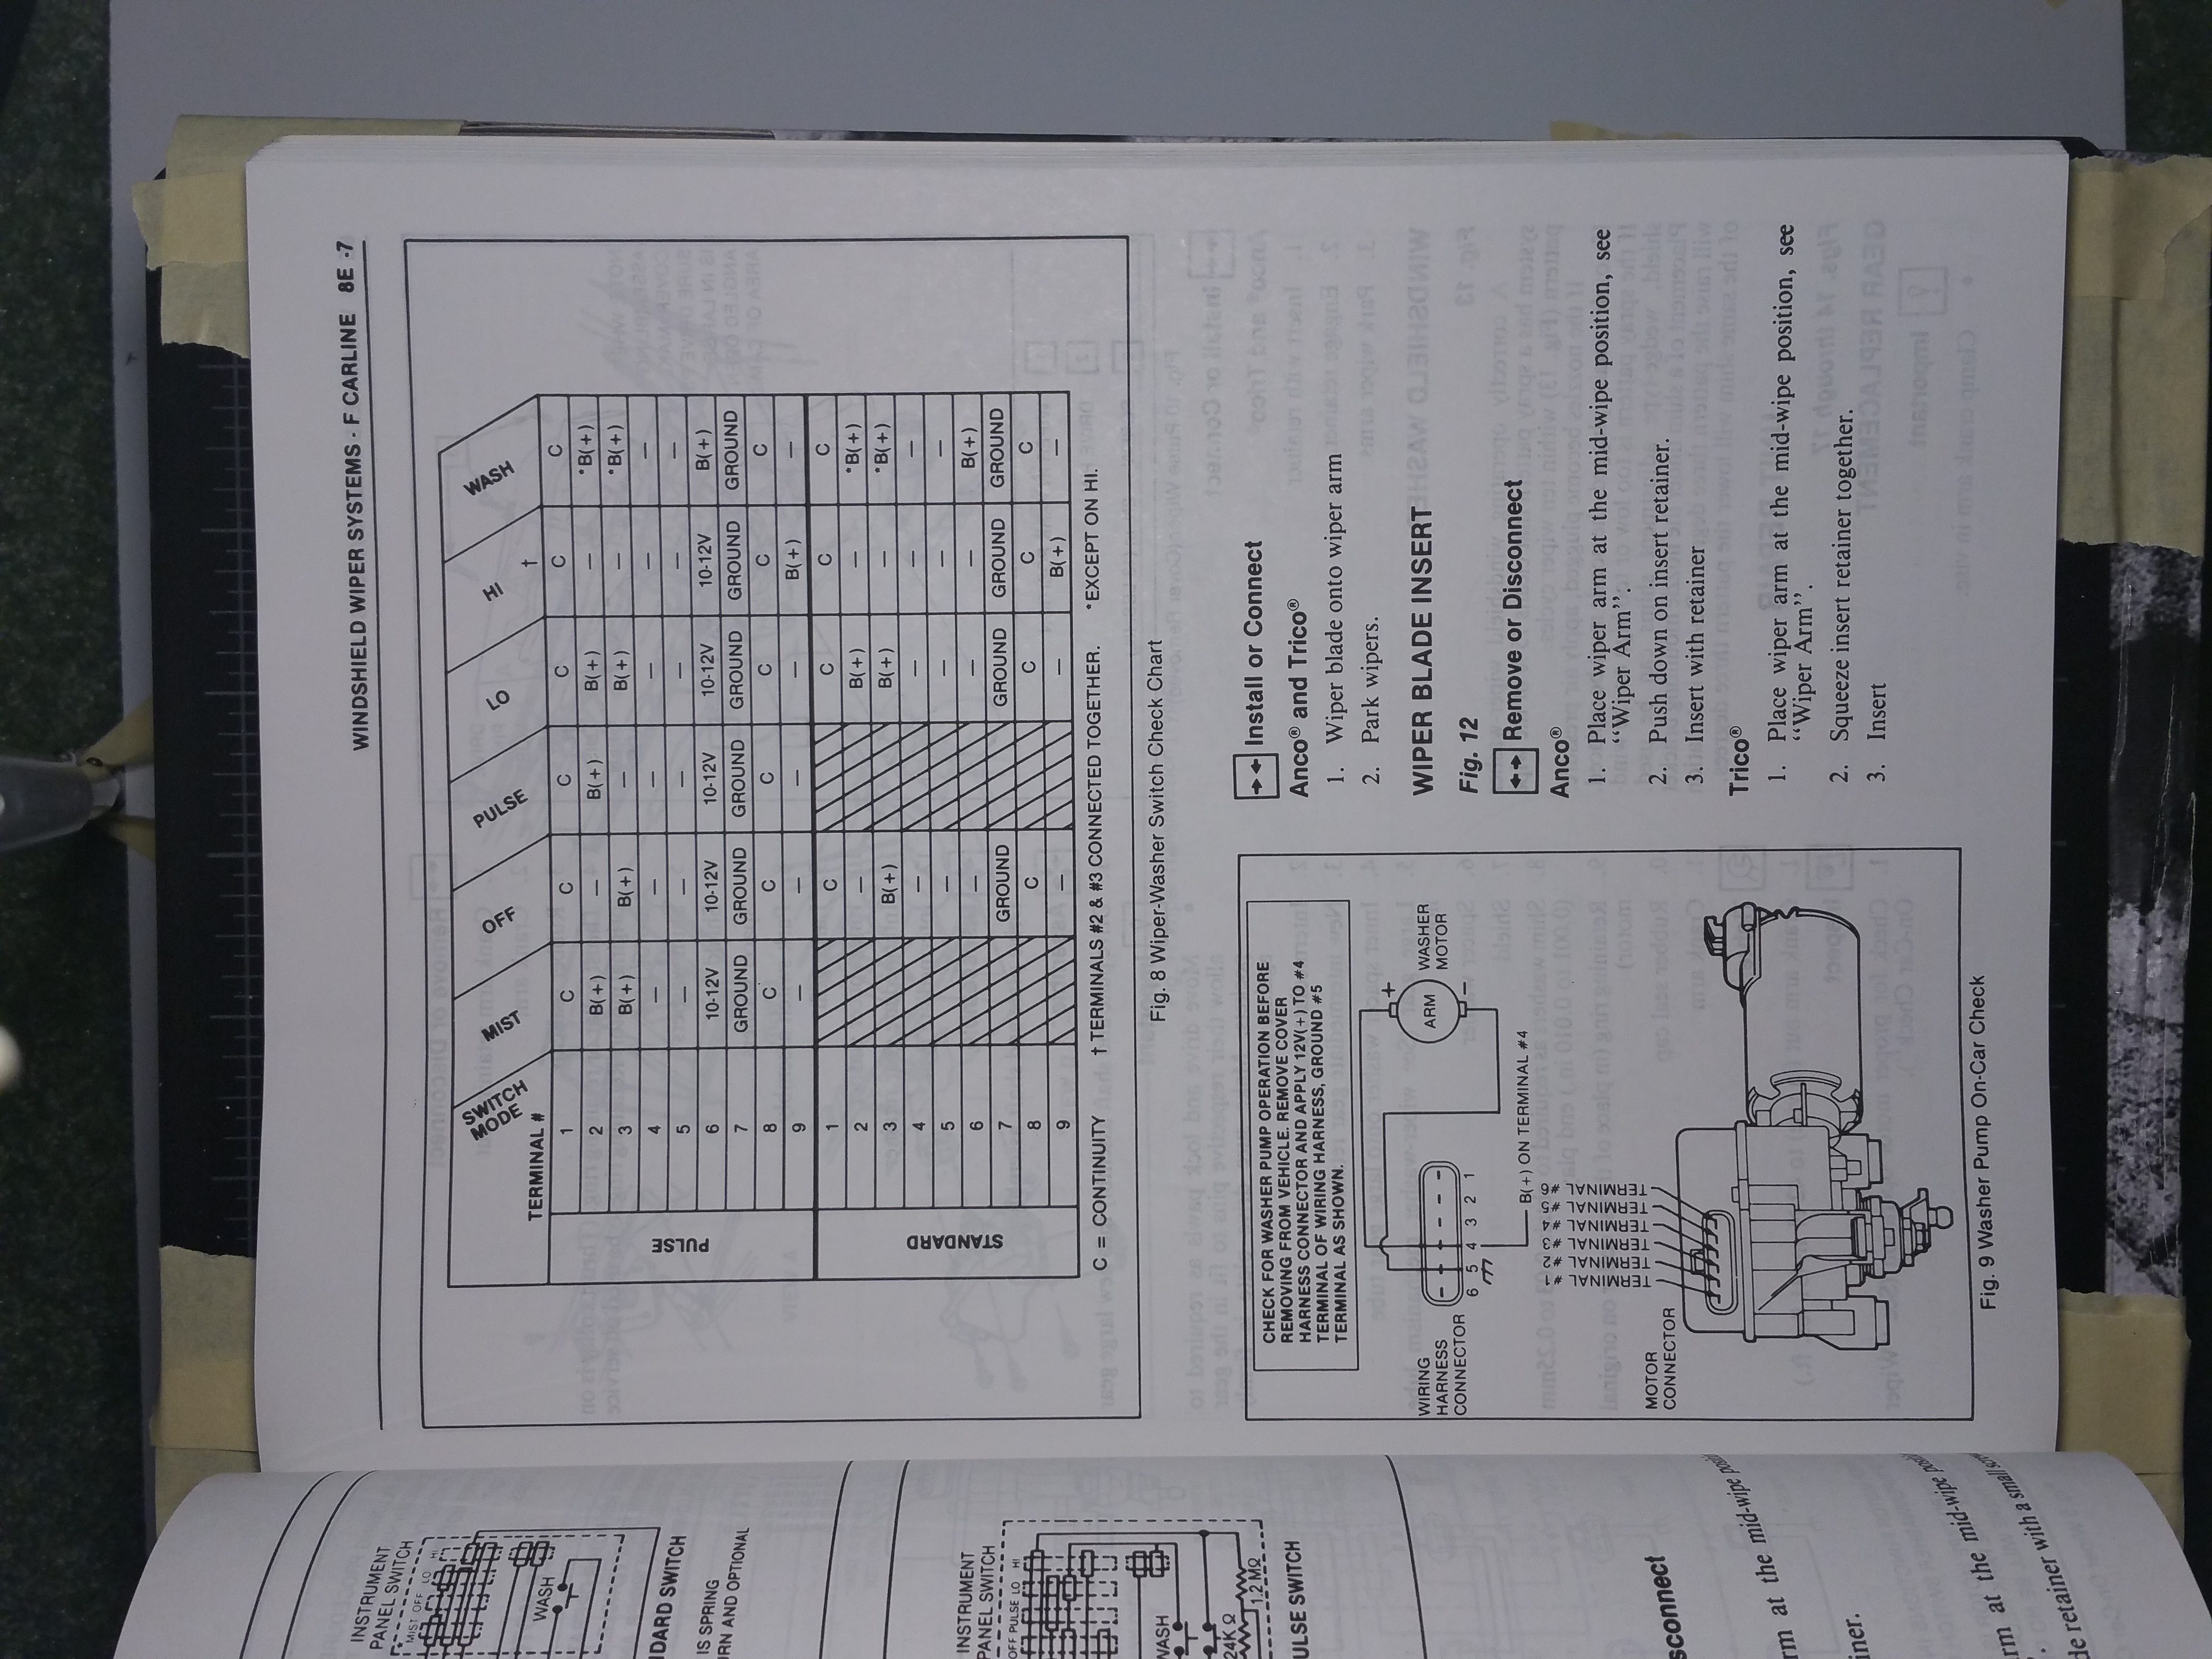 WINDSHIELD WIPER SYSTEMS - F CARLINE 8E -7
SWITCH MODE MIST OFF PULSE LO HI † WASH
TERMINAL #
PULSE
1 C C C C C C
2 B(+) – B(+) B(+) – *B(+)
3 B(+) B(+) – B(+) – *B(+)
4 – – – – – –
5 – – – – – –
6 10-12V 10-12V 10-12V 10-12V 10-12V B(+)
7 GROUND GROUND GROUND GROUND GROUND GROUND
8 C C C C C C
9 – – – – B(+) –
STANDARD
1 C C C C
2 – B(+) – *B(+)
3 B(+) B(+) – *B(+)
4 – – – –
5 – – – –
6 – – – B(+)
7 GROUND GROUND GROUND GROUND
8 C C C C
9 – – B(+) –
C = CONTINUITY † TERMINALS #2 & #3 CONNECTED TOGETHER. *EXCEPT ON HI.
Fig. 8 Wiper-Washer Switch Check Chart
CHECK FOR WASHER PUMP OPERATION BEFORE
REMOVING FROM VEHICLE. REMOVE COVER
HARNESS CONNECTOR AND APPLY 12V(+) TO #4
TERMINAL OF WIRING HARNESS, GROUND #5
TERMINAL AS SHOWN.
WIRING
HARNESS
CONNECTOR
6 5 4 3 2 1
+
ARM
–
WASHER
MOTOR
B(+) ON TERMINAL #4
TERMINAL #1
TERMINAL #2
TERMINAL #3
TERMINAL #4
TERMINAL #5
TERMINAL #6
MOTOR
CONNECTOR
Fig. 9 Washer Pump On-Car Check
Install or Connect
Anco® and Trico®
1. Wiper blade onto wiper arm
2. Park wipers.
WIPER BLADE INSERT
Fig. 12
Remove or Disconnect
Anco®
1. Place wiper arm at the mid-wipe position, see
“Wiper Arm”.
2. Push down on insert retainer.
3. Insert with retainer
Trico®
1. Place wiper arm at the mid-wipe position, see
“Wiper Arm”.
2. Squeeze insert retainer together.
3. Insert
INSTRUMENT
PANEL SWITCH
MIST OFF LO HI
WASH
DARD SWITCH
IS SPRING
RN AND OPTIONAL
INSTRUMENT
PANEL SWITCH
OFF PULSE LO HI
WASH
24K Ω
1.2 MΩ
ULSE SWITCH
sconnect
rm at the mid-wipe
iner.
rm at the mid-wipe
de retainer with a small